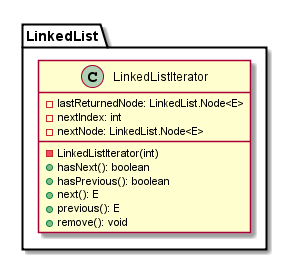 LinkedList
C LinkedListIterator
lastReturnedNode: LinkedList.Node<E>
nextIndex: int
nextNode: LinkedList.Node<E>
LinkedListIterator(int)
hasNext(): boolean
hasPrevious(): boolean
next(): E
previous(): E
remove(): void